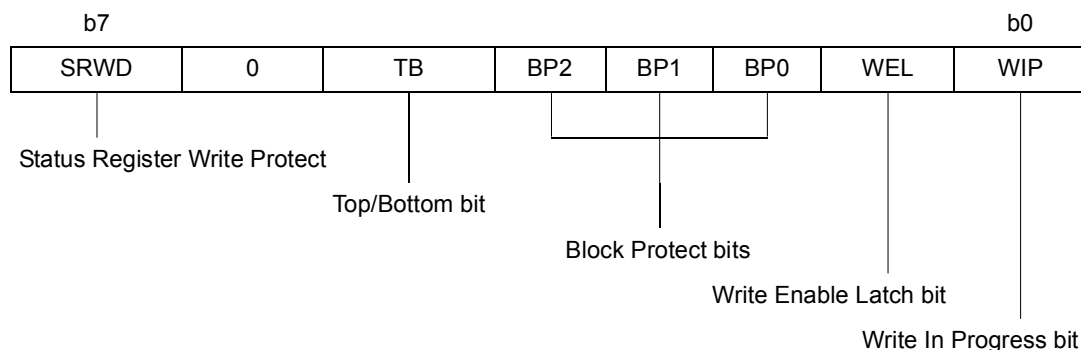 b7 b0
SRWD 0 TB BP2 BP1 BP0 WEL WIP
Status Register Write Protect
Top/Bottom bit
Block Protect bits
Write Enable Latch bit
Write In Progress bit